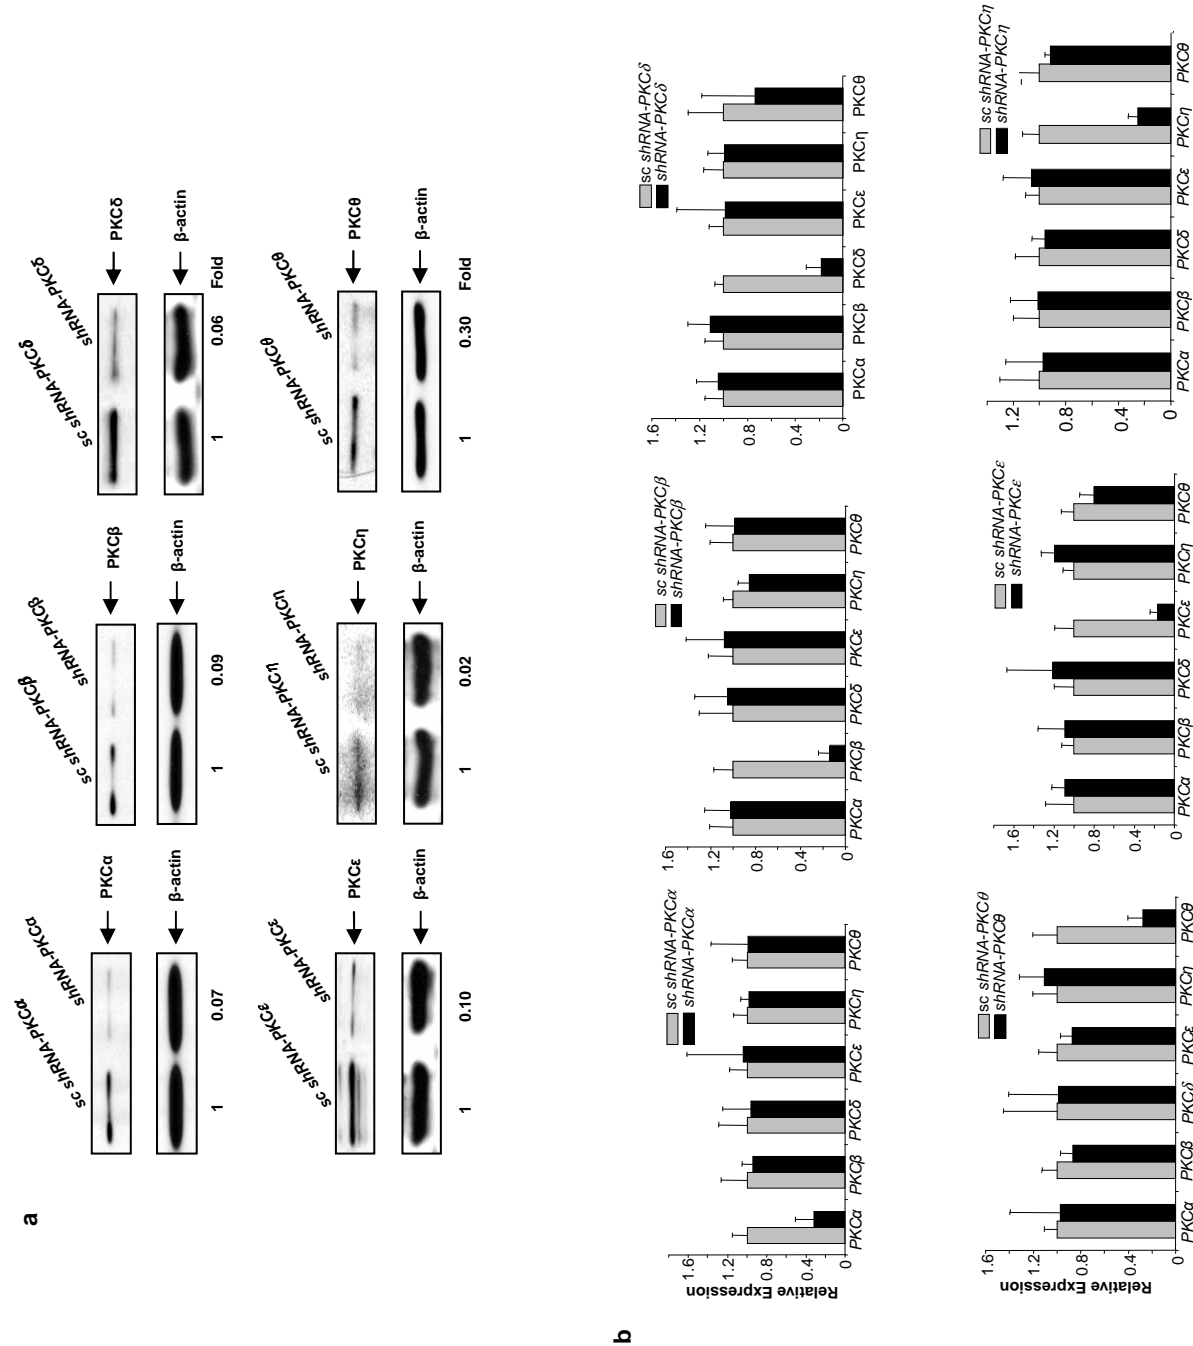 a
sc shRNA-PKCα
shRNA-PKCα
PKCα
β-actin
1
0.07
sc shRNA-PKCβ
shRNA-PKCβ
PKCβ
β-actin
1
0.09
sc shRNA-PKCδ
shRNA-PKCδ
PKCδ
β-actin
1
0.06
Fold
sc shRNA-PKCε
shRNA-PKCε
PKCε
β-actin
1
0.10
sc shRNA-PKCη
shRNA-PKCη
PKCη
β-actin
1
0.02
sc shRNA-PKCθ
shRNA-PKCθ
PKCθ
β-actin
1
0.30
Fold
b
Relative Expression
1.6
1.2
0.8
0.4
0
sc shRNA-PKCα
shRNA-PKCα
PKCα PKCβ PKCδ PKCε PKCη PKCθ
1.6
1.2
0.8
0.4
0
sc shRNA-PKCβ
shRNA-PKCβ
PKCα PKCβ PKCδ PKCε PKCη PKCθ
1.6
1.2
0.8
0.4
0
sc shRNA-PKCδ
shRNA-PKCδ
PKCα PKCβ PKCδ PKCε PKCη PKCθ
Relative Expression
1.6
1.2
0.8
0.4
0
sc shRNA-PKCθ
shRNA-PKCθ
PKCα PKCβ PKCδ PKCε PKCη PKCθ
1.6
1.2
0.8
0.4
0
sc shRNA-PKCε
shRNA-PKCε
PKCα PKCβ PKCδ PKCε PKCη PKCθ
1.2
0.8
0.4
0
sc shRNA-PKCη
shRNA-PKCη
PKCα PKCβ PKCδ PKCε PKCη PKCθ